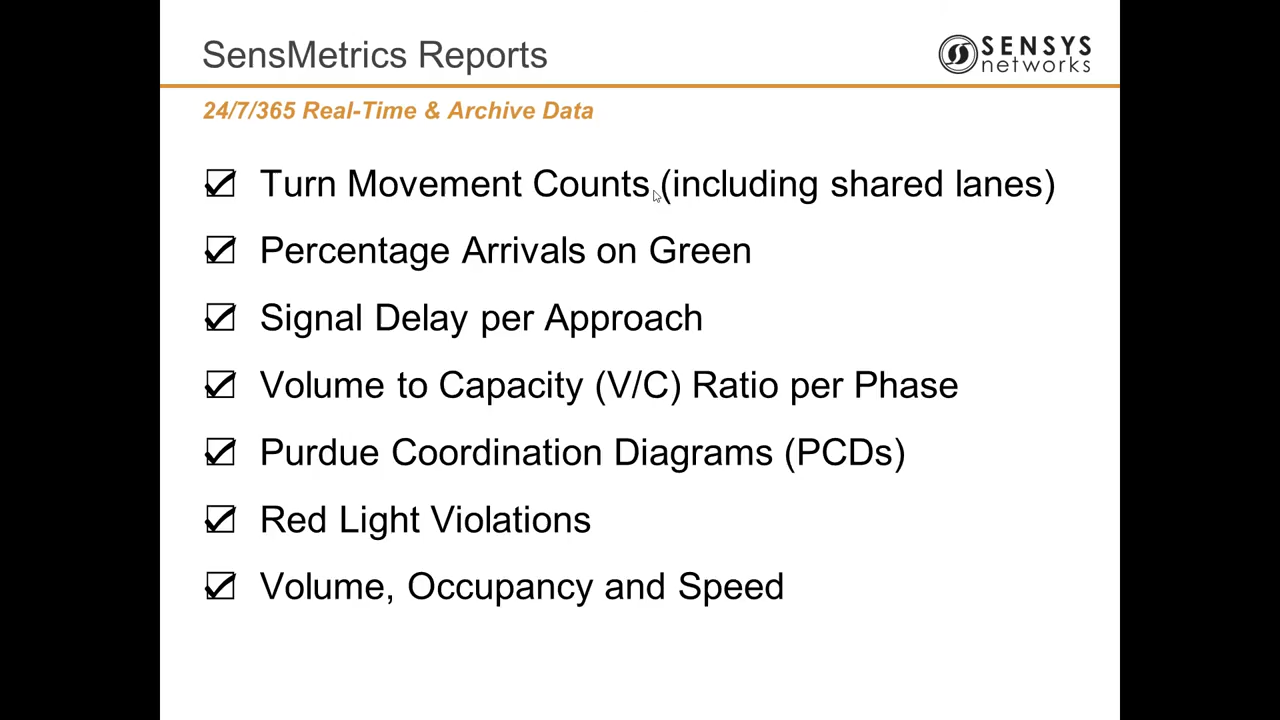 SensMetrics Reports
SENSYS
networks
24/7/365 Real-Time & Archive Data
Turn Movement Counts (including shared lanes)
Percentage Arrivals on Green
Signal Delay per Approach
Volume to Capacity (V/C) Ratio per Phase
Purdue Coordination Diagrams (PCDs)
Red Light Violations
Volume, Occupancy and Speed